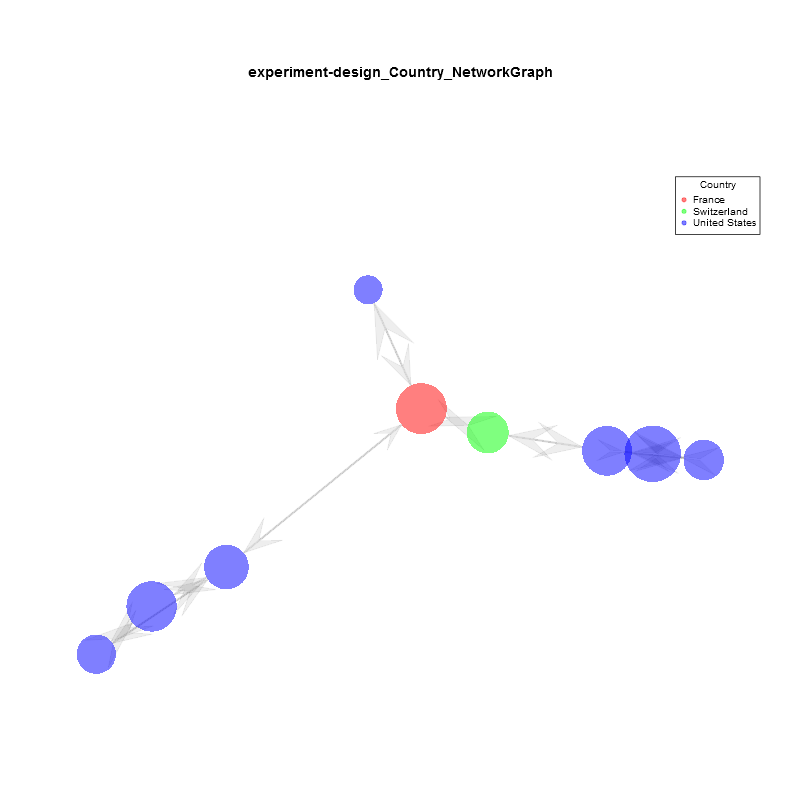 experiment-design_Country_NetworkGraph
Country
France
Switzerland
United States